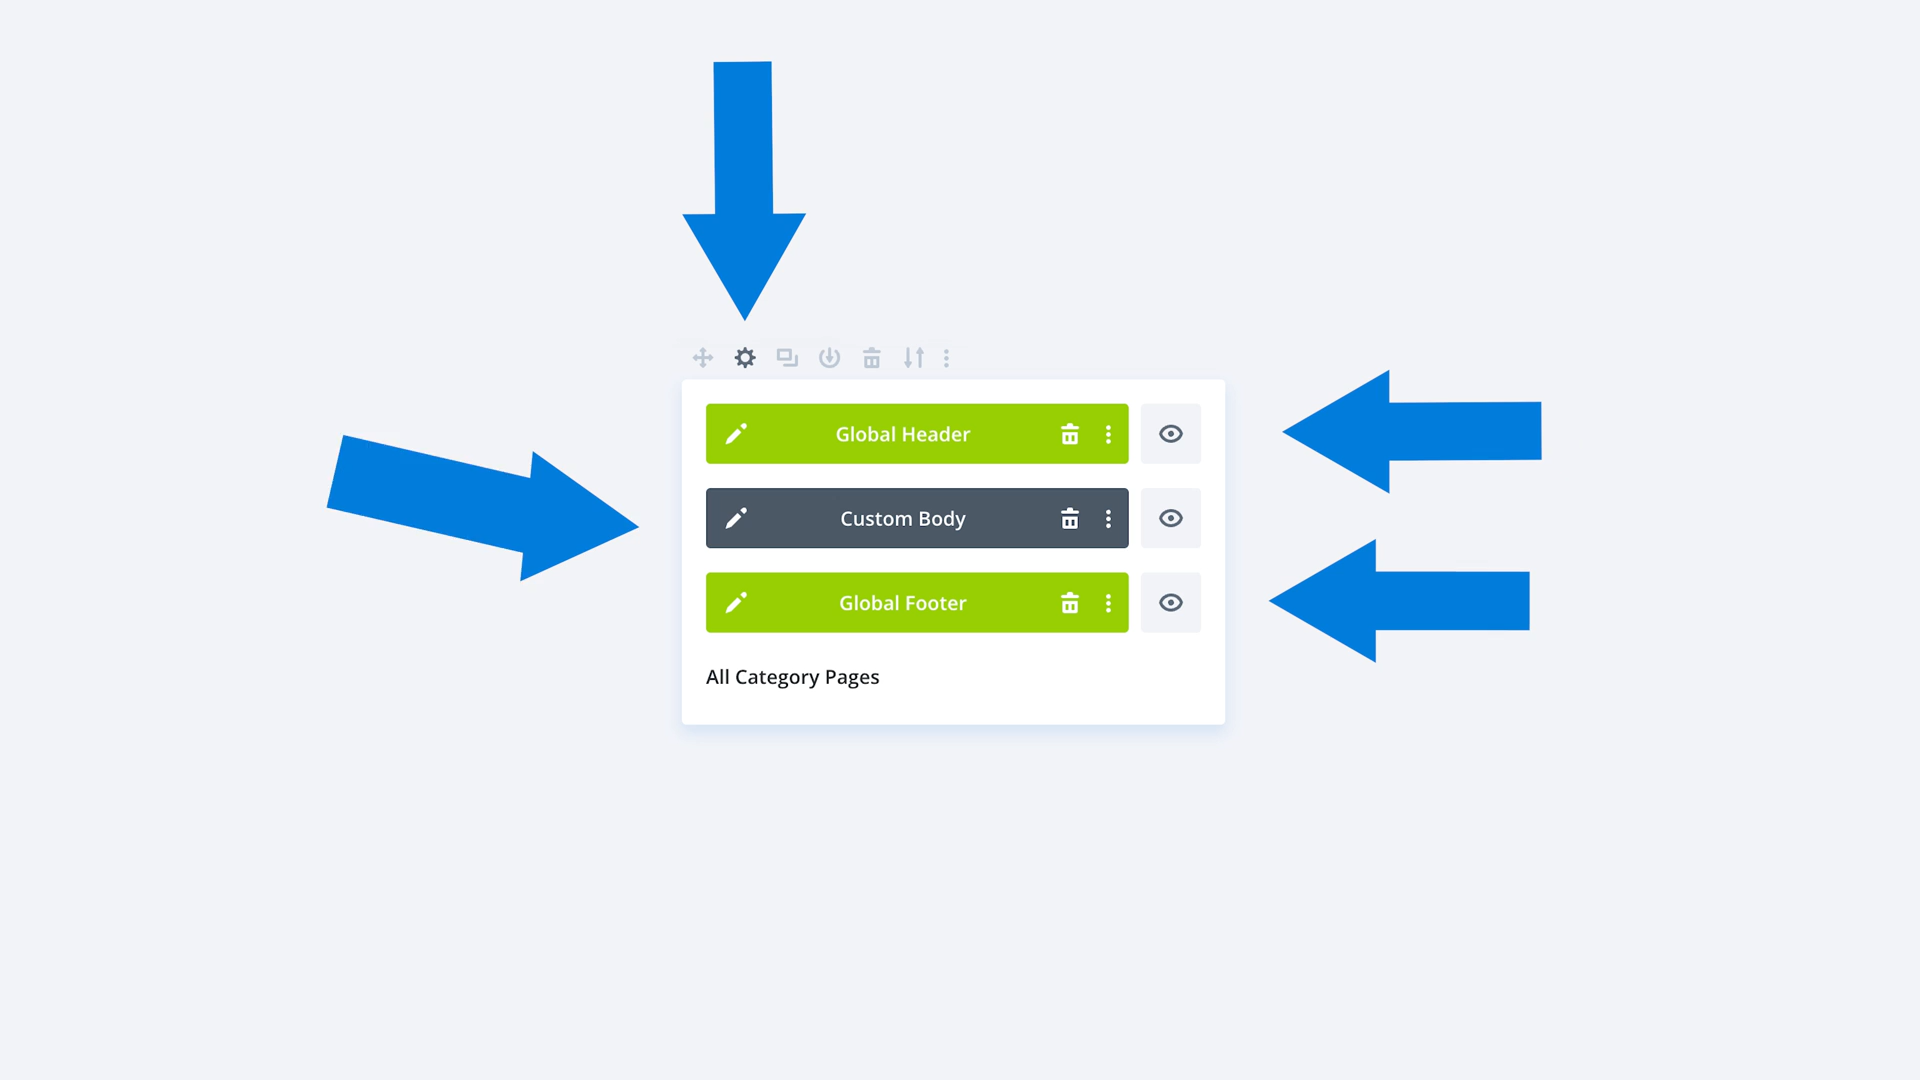 Global Header
Custom Body
Global Footer
All Category Pages